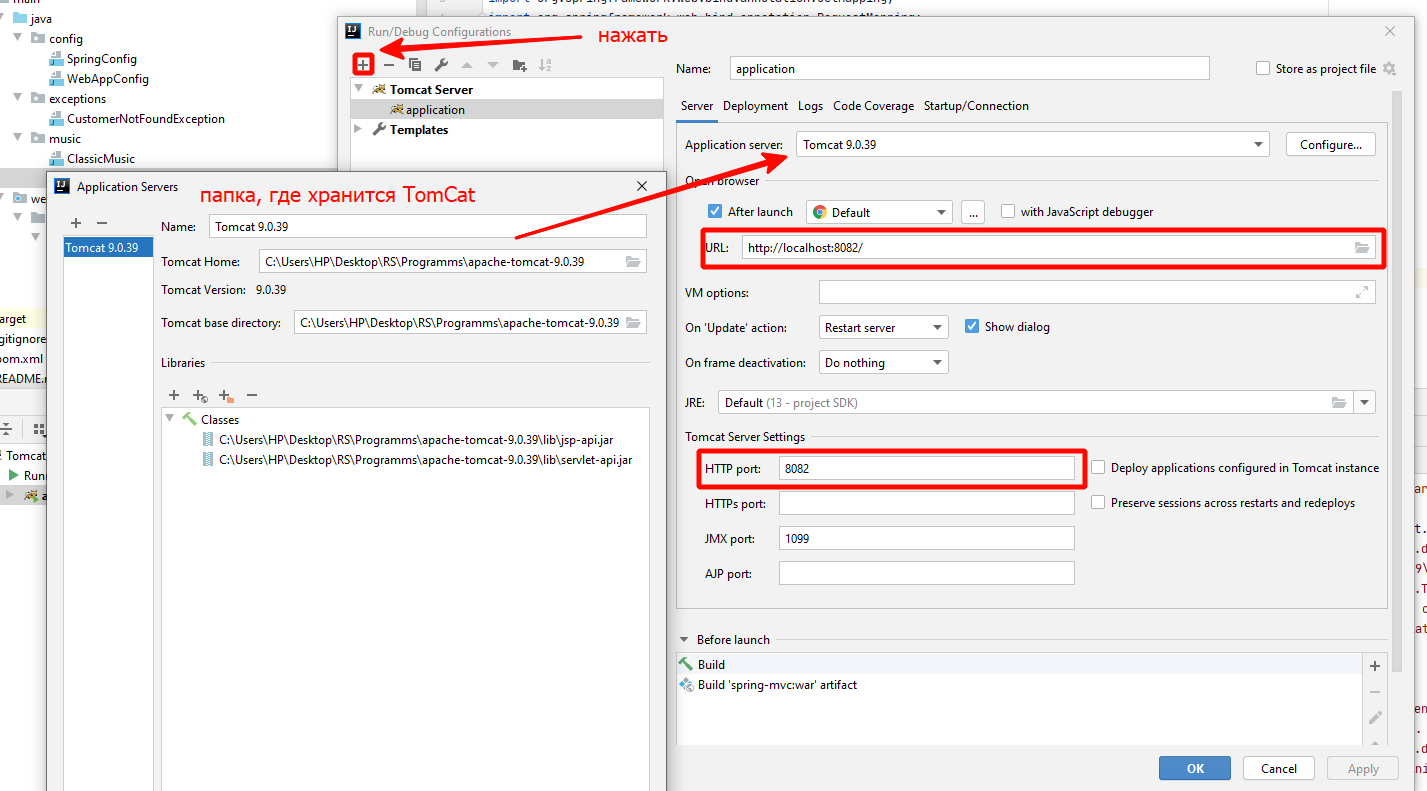 main
java
config
SpringConfig
WebAppConfig
exceptions
CustomerNotFoundException
music
ClassicMusic
we
arget
gitignore
pom.xml
README.
Tomcat
Run
a
Run/Debug Configurations
нажать
Tomcat Server
application
Templates
Name: application
Store as project file
Server Deployment Logs Code Coverage Startup/Connection
Application server: Tomcat 9.0.39 Configure...
Open browser
After launch Default ... with JavaScript debugger
URL: http://localhost:8082/
VM options:
On 'Update' action: Restart server Show dialog
On frame deactivation: Do nothing
JRE: Default (13 - project SDK)
Tomcat Server Settings
HTTP port: 8082 Deploy applications configured in Tomcat instance
HTTPs port: Preserve sessions across restarts and redeploys
JMX port: 1099
AJP port:
Before launch
Build
Build 'spring-mvc:war' artifact
OK Cancel Apply
Application Servers
папка, где хранится TomCat
Tomcat 9.0.39
Name: Tomcat 9.0.39
Tomcat Home: C:\Users\HP\Desktop\RS\Programms\apache-tomcat-9.0.39
Tomcat Version: 9.0.39
Tomcat base directory: C:\Users\HP\Desktop\RS\Programms\apache-tomcat-9.0.39
Libraries
Classes
C:\Users\HP\Desktop\RS\Programms\apache-tomcat-9.0.39\lib\jsp-api.jar
C:\Users\HP\Desktop\RS\Programms\apache-tomcat-9.0.39\lib\servlet-api.jar